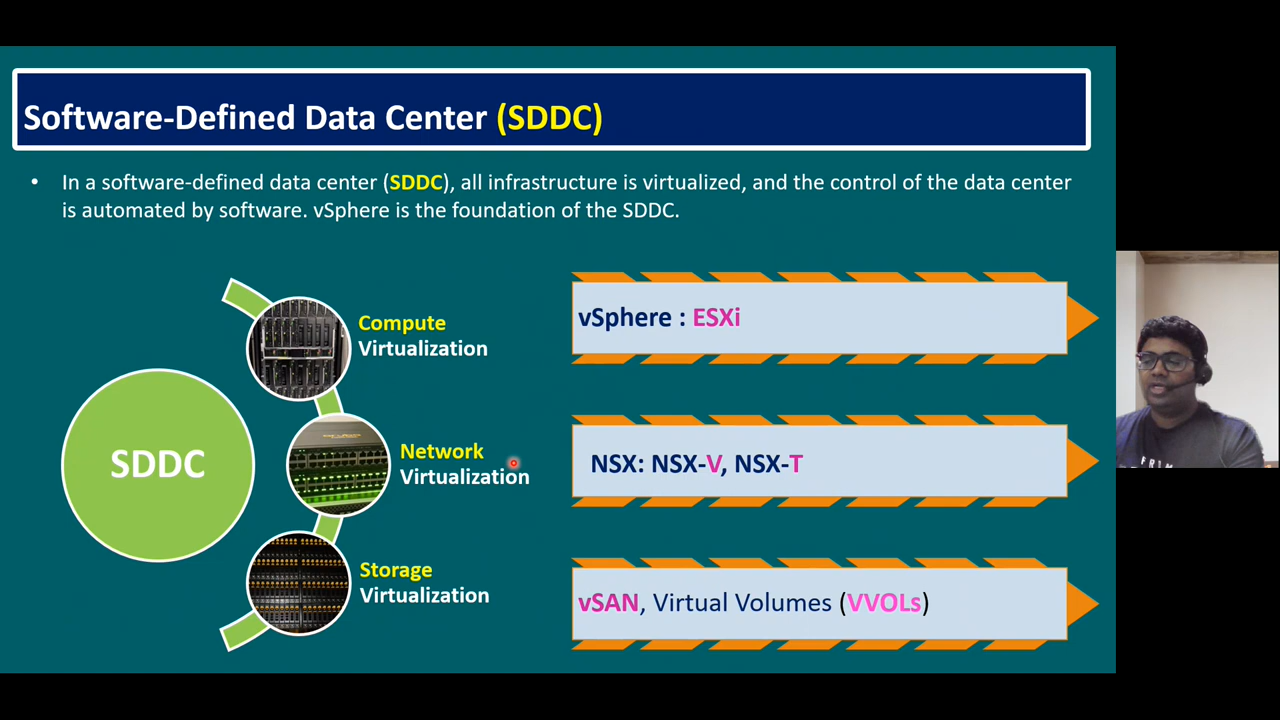 Software-Defined Data Center (SDDC)
• In a software-defined data center (SDDC), all infrastructure is virtualized, and the control of the data center
is automated by software. vSphere is the foundation of the SDDC.
SDDC
Compute
Virtualization
vSphere : ESXi
Network
Virtualization
NSX: NSX-V, NSX-T
Storage
Virtualization
vSAN, Virtual Volumes (VVOLs)